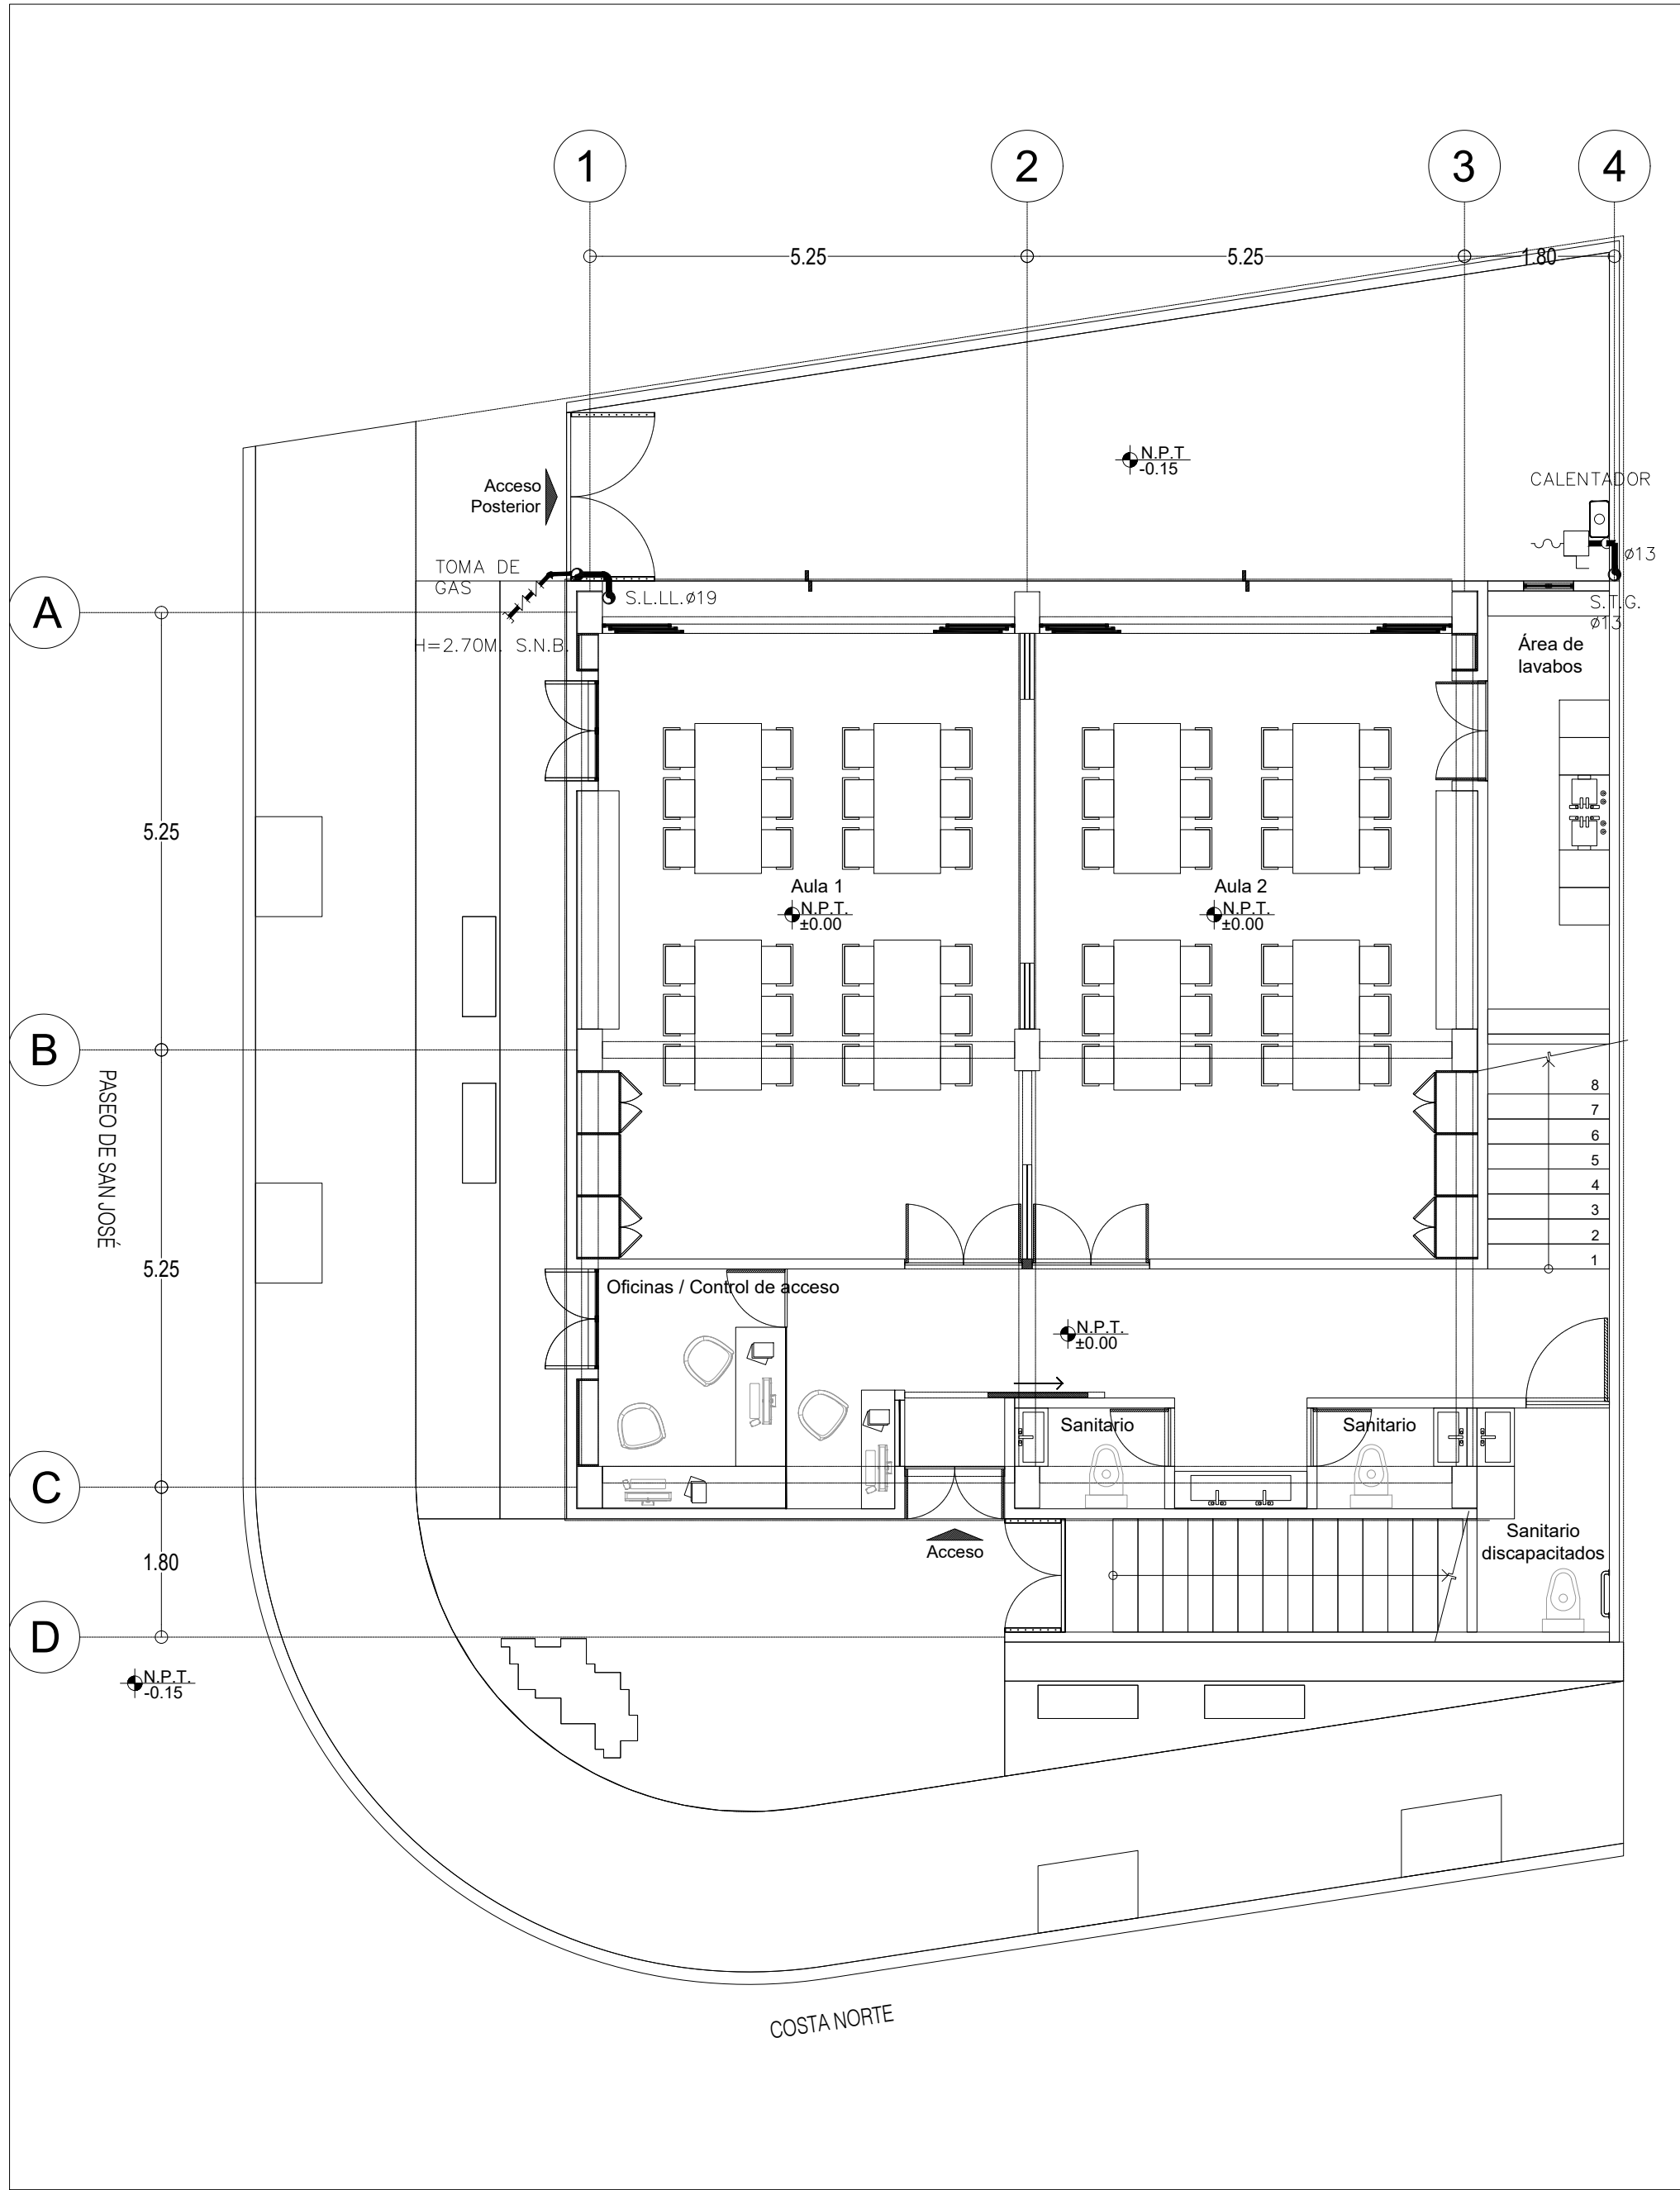 1
2
3
4
5.25
5.25
1.80
N.P.T
-0.15
Acceso
Posterior
CALENTADOR
ø13
TOMA DE
GAS
S.L.LL.ø19
S.T.G.
ø13
A
H=2.70M. S.N.B.
Área de
lavabos
5.25
Aula 1
N.P.T.
±0.00
Aula 2
N.P.T.
±0.00
B
PASEO DE SAN JOSÉ
8
7
6
5
4
3
2
1
5.25
Oficinas / Control de acceso
N.P.T.
±0.00
Sanitario
Sanitario
C
1.80
Acceso
Sanitario
discapacitados
D
N.P.T.
-0.15
COSTA NORTE